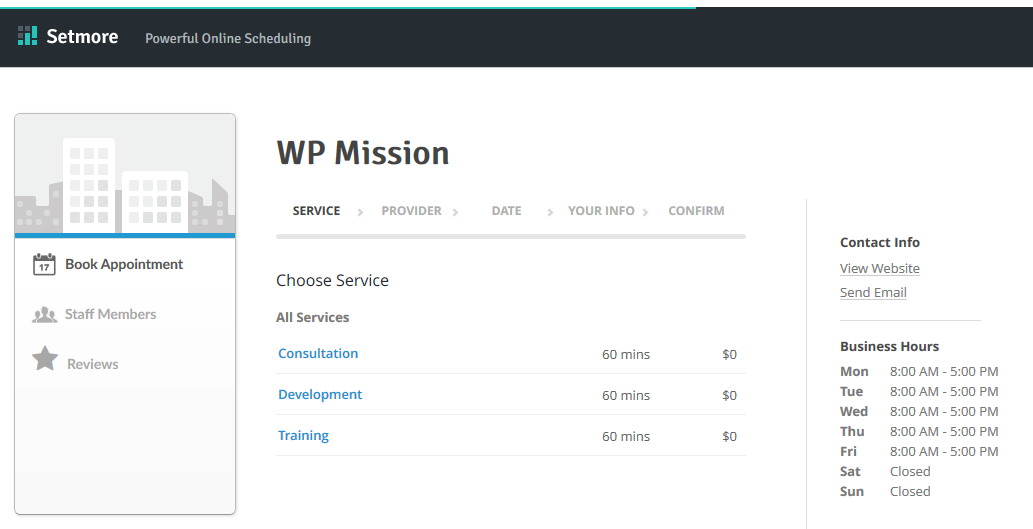 Setmore Powerful Online Scheduling
WP Mission
SERVICE PROVIDER DATE YOUR INFO CONFIRM
17 Book Appointment
Staff Members
Reviews
Choose Service
All Services
Consultation 60 mins $0
Development 60 mins $0
Training 60 mins $0
Contact Info
View Website
Send Email
Business Hours
Mon 8:00 AM - 5:00 PM
Tue 8:00 AM - 5:00 PM
Wed 8:00 AM - 5:00 PM
Thu 8:00 AM - 5:00 PM
Fri 8:00 AM - 5:00 PM
Sat Closed
Sun Closed